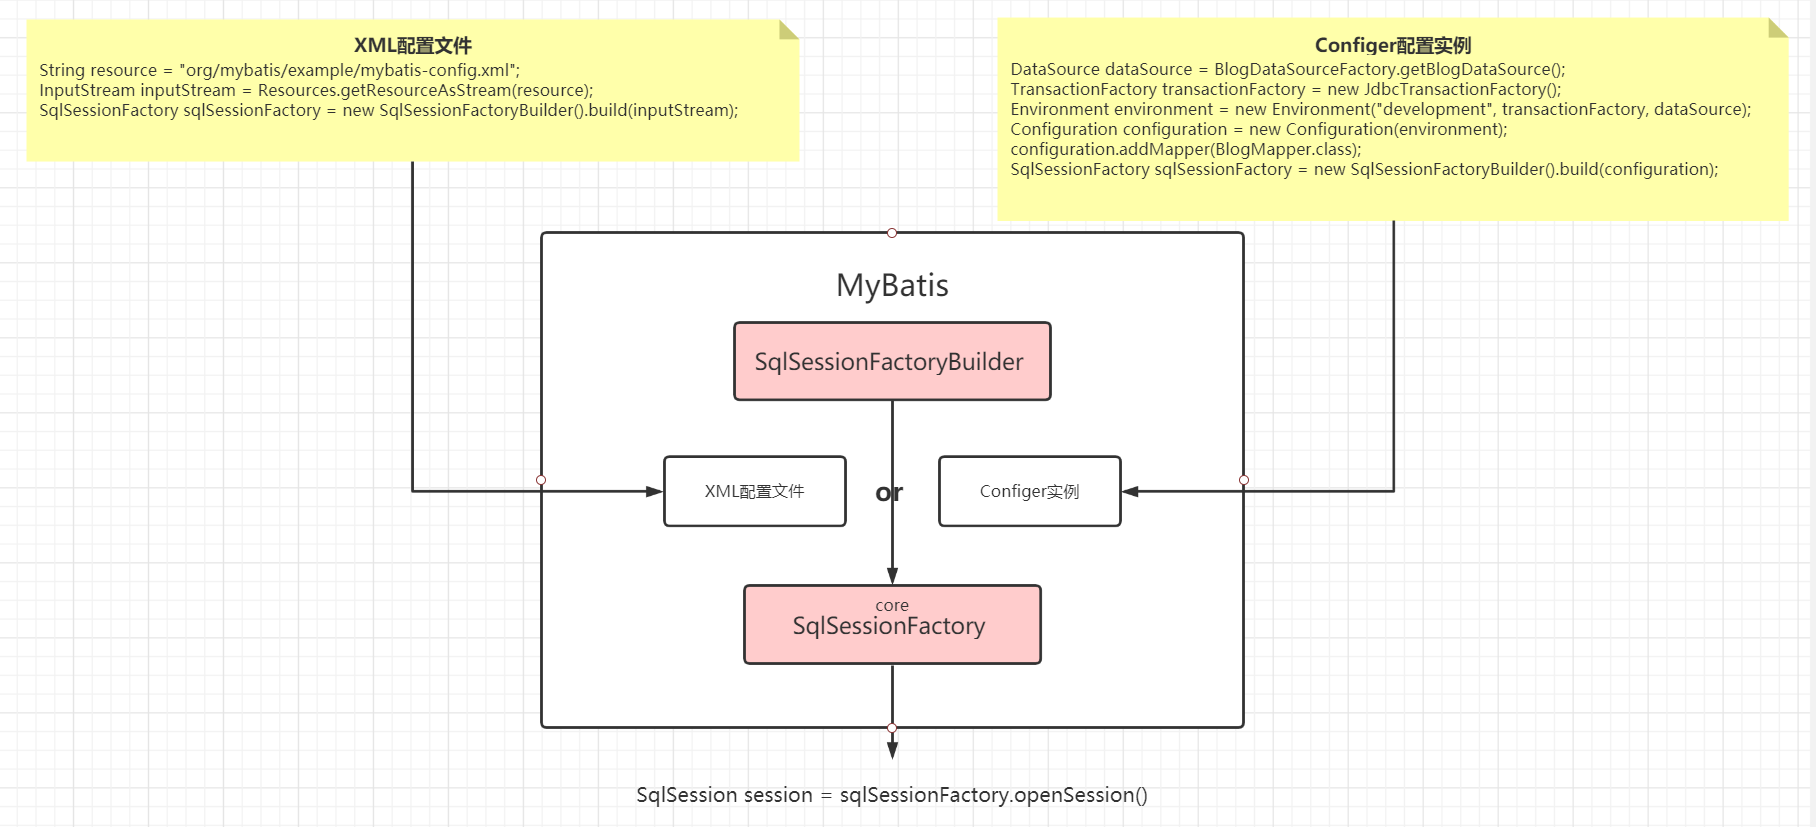 XML配置文件
String resource = "org/mybatis/example/mybatis-config.xml";
InputStream inputStream = Resources.getResourceAsStream(resource);
SqlSessionFactory sqlSessionFactory = new SqlSessionFactoryBuilder().build(inputStream);
Configer配置实例
DataSource dataSource = BlogDataSourceFactory.getBlogDataSource();
TransactionFactory transactionFactory = new JdbcTransactionFactory();
Environment environment = new Environment("development", transactionFactory, dataSource);
Configuration configuration = new Configuration(environment);
configuration.addMapper(BlogMapper.class);
SqlSessionFactory sqlSessionFactory = new SqlSessionFactoryBuilder().build(configuration);
MyBatis
SqlSessionFactoryBuilder
XML配置文件
or
Configer实例
core
SqlSessionFactory
SqlSession session = sqlSessionFactory.openSession()